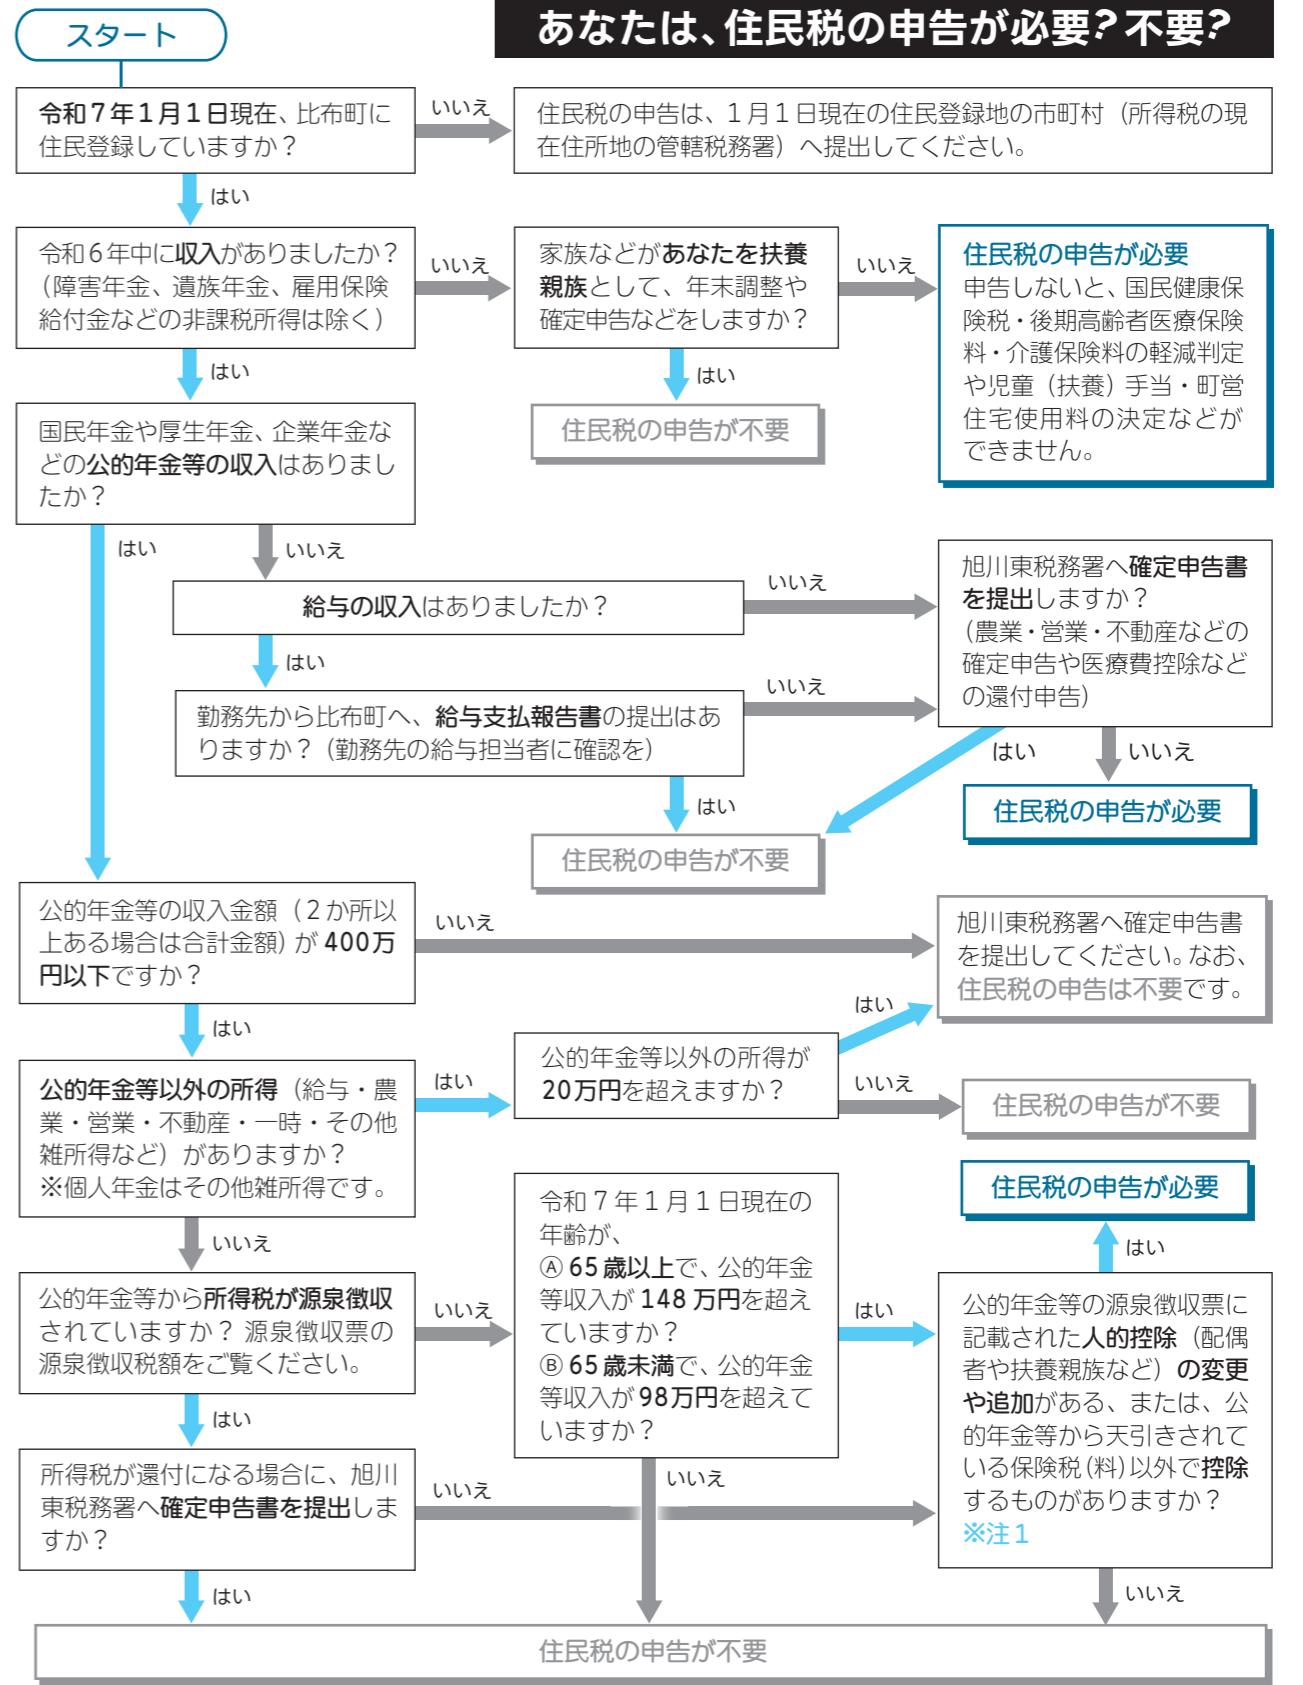 スタート
あなたは、住民税の申告が必要?不要?
令和7年1月1日現在、比布町に
住民登録していますか？
いいえ
住民税の申告は、1月1日現在の住民登録地の市町村（所得税の現
在住所地の管轄税務署）へ提出してください。
はい
令和6年中に収入がありましたか？
（障害年金、遺族年金、雇用保険
給付金などの非課税所得は除く）
いいえ
家族などがあなたを扶養
親族として、年末調整や
確定申告などをしますか？
いいえ
住民税の申告が必要
申告しないと、国民健康保
険税・後期高齢者医療保険
料・介護保険料の軽減判定
や児童（扶養）手当・町営
住宅使用料の決定などが
できません。
はい
はい
住民税の申告が不要
国民年金や厚生年金、企業年金な
どの公的年金等の収入はありまし
たか？
はい
いいえ
給与の収入はありましたか？
いいえ
旭川東税務署へ確定申告書
を提出しますか？
（農業・営業・不動産などの
確定申告や医療費控除など
の還付申告）
はい
勤務先から比布町へ、給与支払報告書の提出はあ
りますか？（勤務先の給与担当者に確認を）
いいえ
はい
いいえ
はい
住民税の申告が必要
住民税の申告が不要
公的年金等の収入金額（2か所以
上ある場合は合計金額）が400万
円以下ですか？
いいえ
旭川東税務署へ確定申告書
を提出してください。なお、
住民税の申告は不要です。
はい
公的年金等以外の所得（給与・農
業・営業・不動産・一時・その他
雑所得など）がありますか？
※個人年金はその他雑所得です。
はい
公的年金等以外の所得が
20万円を超えますか？
はい
いいえ
住民税の申告が不要
いいえ
公的年金等から所得税が源泉徴収
されていますか？源泉徴収票の
源泉徴収税額をご覧ください。
いいえ
令和7年1月1日現在の
年齢が、
Ⓐ65歳以上で、公的年金
等収入が148万円を超え
ていますか？
Ⓑ65歳未満で、公的年金
等収入が98万円を超えて
いますか？
はい
住民税の申告が必要
はい
公的年金等の源泉徴収票に
記載された人的控除（配偶
者や扶養親族など）の変更
や追加がある、または、公
的年金等から天引きされて
いる保険税(料)以外で控除
するものがありますか？
※注1
はい
所得税が還付になる場合に、旭川
東税務署へ確定申告書を提出しま
すか？
いいえ
いいえ
いいえ
はい
住民税の申告が不要